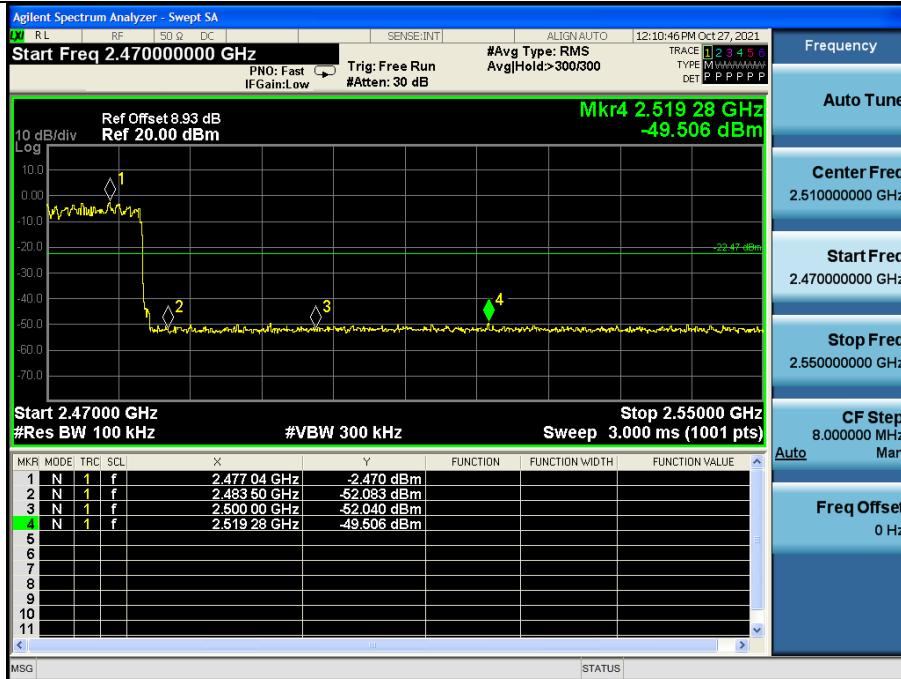 Agilent Spectrum Analyzer - Swept SA
LXI RL RF 50 Ω DC SENSE:INT ALIGN AUTO 12:10:46 PM Oct 27, 2021
Start Freq 2.470000000 GHz
PNO: Fast
IFGain:Low
Trig: Free Run
#Atten: 30 dB
#Avg Type: RMS
Avg|Hold:>300/300
TRACE 1 2 3 4 5 6
TYPE M W W W W W
DET P P P P P P
Ref Offset 8.93 dB
10 dB/div Ref 20.00 dBm
Log
Mkr4 2.519 28 GHz
-49.506 dBm
10.0
0.00
-10.0
-20.0
-30.0
-40.0
-50.0
-60.0
-70.0
1
2
3
4
-22.47 dBm
Start 2.47000 GHz Stop 2.55000 GHz
#Res BW 100 kHz #VBW 300 kHz Sweep 3.000 ms (1001 pts)
MKR MODE TRC SCL X Y FUNCTION FUNCTION WIDTH FUNCTION VALUE
1 N 1 f 2.477 04 GHz -2.470 dBm
2 N 1 f 2.483 50 GHz -52.083 dBm
3 N 1 f 2.500 00 GHz -52.040 dBm
4 N 1 f 2.519 28 GHz -49.506 dBm
5
6
7
8
9
10
11
MSG STATUS
Frequency
Auto Tune
Center Freq
2.510000000 GHz
Start Freq
2.470000000 GHz
Stop Freq
2.550000000 GHz
CF Step
8.000000 MHz
Auto Man
Freq Offset
0 Hz